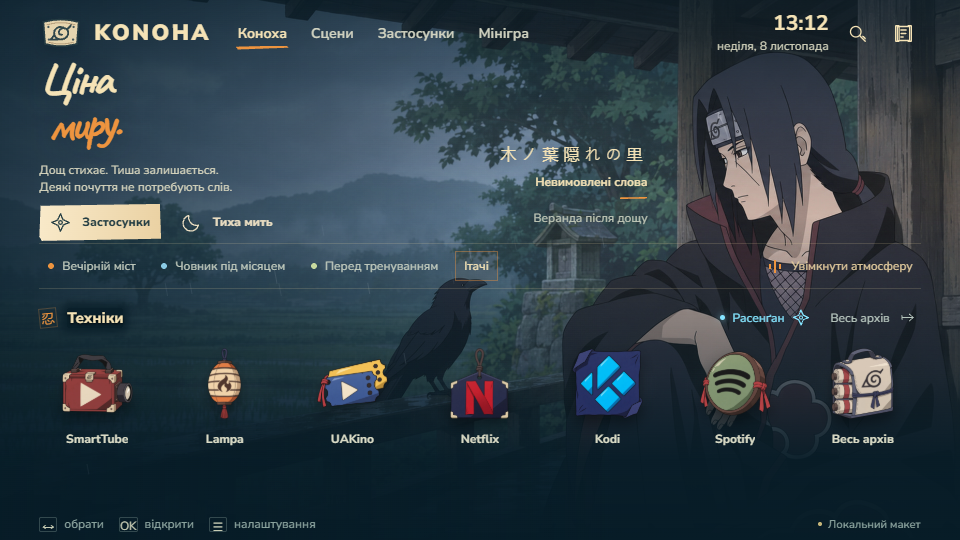 KONOHA
Коноха
Сцени
Застосунки
Мінігра
13:12
неділя, 8 листопада
Ціна
миру.
Дощ стихає. Тиша залишається.
Деякі почуття не потребують слів.
木ノ葉隠れの里
Невимовлені слова
Веранда після дощу
Застосунки
Тиха мить
Вечірній міст
Човник під місяцем
Перед тренуванням
Ітачі
Увімкнути атмосферу
忍
Техніки
Расенґан
Весь архів
N
SmartTube
Lampa
UAKino
Netflix
Kodi
Spotify
Весь архів
обрати
OK
відкрити
налаштування
Локальний макет